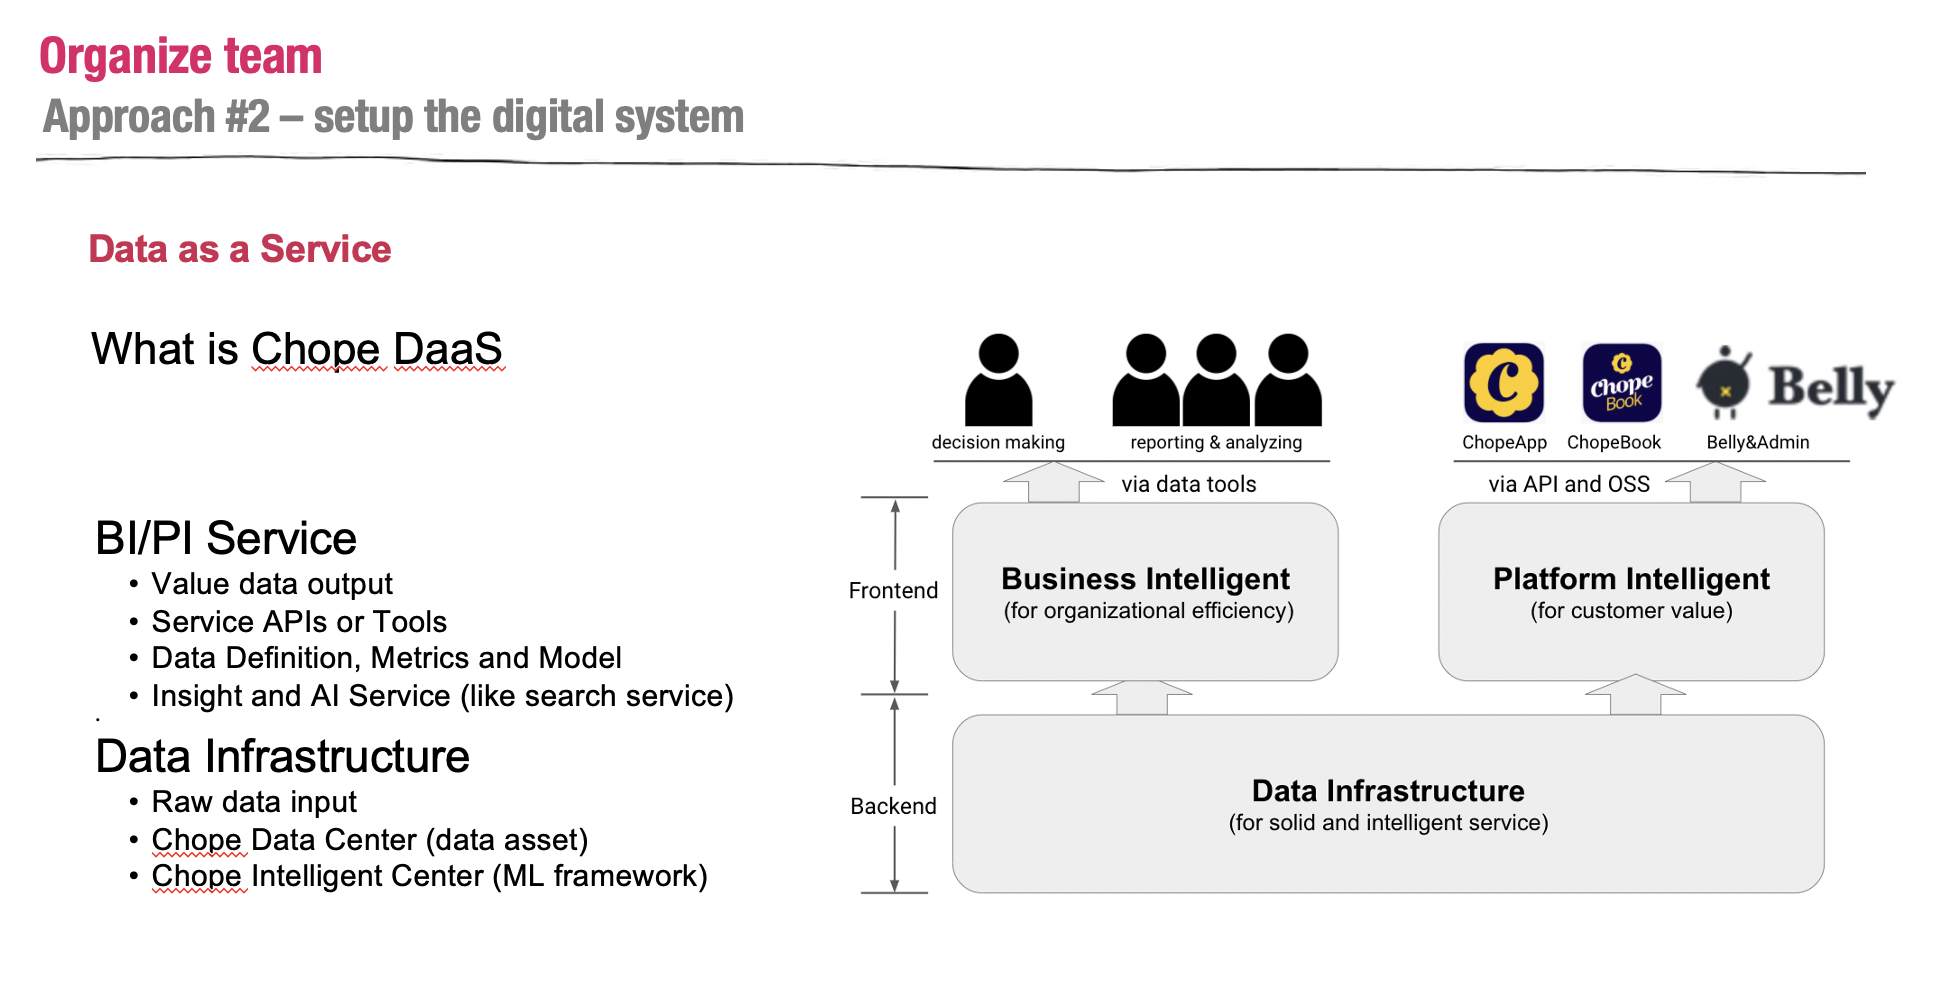 Organize team
Approach #2 – setup the digital system
Data as a Service
What is Chope DaaS
BI/PI Service
• Value data output
• Service APIs or Tools
• Data Definition, Metrics and Model
• Insight and AI Service (like search service)
.
Data Infrastructure
• Raw data input
• Chope Data Center (data asset)
• Chope Intelligent Center (ML framework)
decision making
reporting & analyzing
via data tools
C
C
chope
Book
Belly
ChopeApp
ChopeBook
Belly&Admin
via API and OSS
Frontend
Business Intelligent
(for organizational efficiency)
Platform Intelligent
(for customer value)
Backend
Data Infrastructure
(for solid and intelligent service)